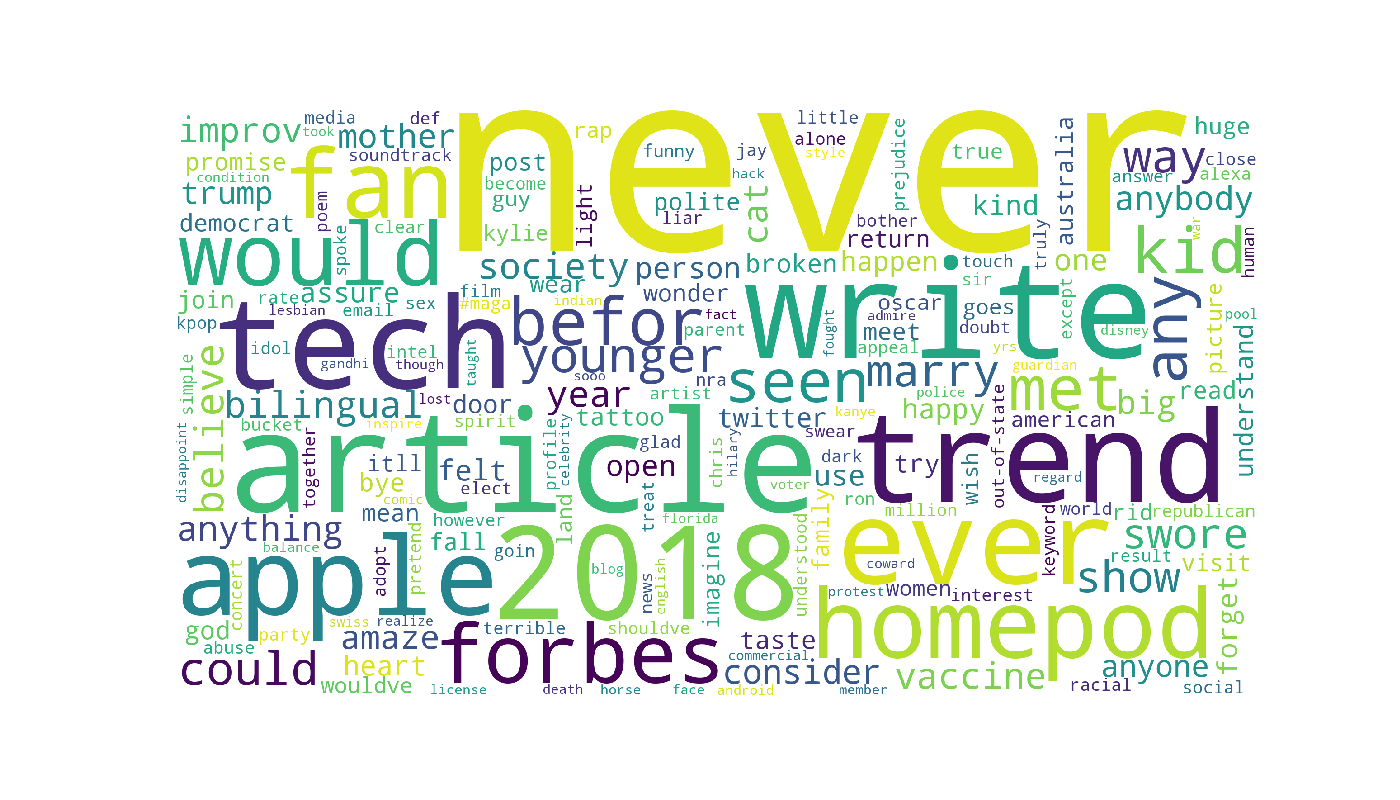 never
improv
media
def
took
mother
fan
rap
little
alone
style
huge
way
close
promise
soundtrack
post
funny
jay
prejudice
true
australia
condition
trump
poem
become
guy
light
polite
hack
cat
liar
kind
answer
alexa
anybody
democrat
would
clear
spoke
kylie
bother
return
truly
one
kid
war
human
society
person
broken
happen
touch
sir
join
rate
assure
email
sex
film
wear
#maga
indian
wonder
write
oscar
goes
admire
except
any
picture
pool
kpop
lesbian
tech
befor
fact
parent
fought
meet
doubt
disney
idol
gandhi
intel
though
taught
younger
appeal
yrs
guardian
understand
simple
believe
sooo
nra
seen
marry
met
big
read
bilingual
lost
door
year
artist
police
happy
out-of-state
american
disappoint
bucket
inspire
spirit
tattoo
twitter
kanye
swear
article
together
itll
felt
profile
celebrity
glad
open
chris
hilary
dark
use
try
wish
trend
regard
bye
elect
voter
comic
mean
however
land
treat
florida
family
ron
million
world
rid
republican
anything
balance
pretend
fall
goin
imagine
understood
ever
keyword
swore
result
visit
apple
2018
blog
coward
show
concert
adopt
news
english
protest
women
interest
homepod
forget
god
party
swiss
realize
terrible
shouldve
abuse
amaze
forbes
taste
commercial
could
heart
consider
vaccine
anyone
wouldve
license
death
horse
face
android
member
racial
social